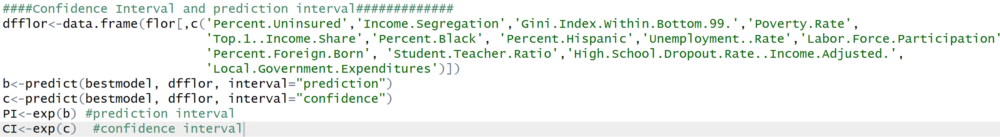 ####Confidence Interval and prediction interval#############
dfflor<-data.frame(flor[,c('Percent.Uninsured','Income.Segregation','Gini.Index.Within.Bottom.99.','Poverty.Rate',
'Top.1..Income.Share','Percent.Black', 'Percent.Hispanic','Unemployment..Rate','Labor.Force.Participation'
'Percent.Foreign.Born', 'Student.Teacher.Ratio','High.School.Dropout.Rate..Income.Adjusted.',
'Local.Government.Expenditures')])
b<-predict(bestmodel, dfflor, interval="prediction")
c<-predict(bestmodel, dfflor, interval="confidence")
PI<-exp(b) #prediction interval
CI<-exp(c)  #confidence interval